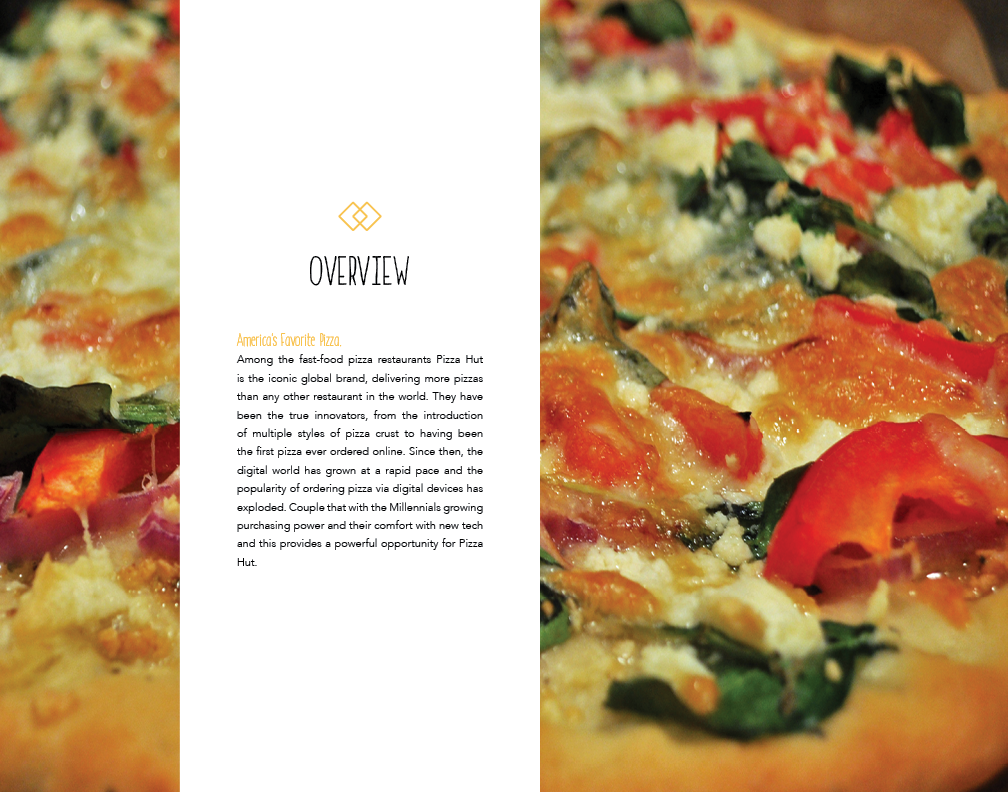 OVERVIEW
America's Favorite Pizza.
Among the fast-food pizza restaurants Pizza Hut
is the iconic global brand, delivering more pizzas
than any other restaurant in the world. They have
been the true innovators, from the introduction
of multiple styles of pizza crust to having been
the first pizza ever ordered online. Since then, the
digital world has grown at a rapid pace and the
popularity of ordering pizza via digital devices has
exploded. Couple that with the Millennials growing
purchasing power and their comfort with new tech
and this provides a powerful opportunity for Pizza
Hut.